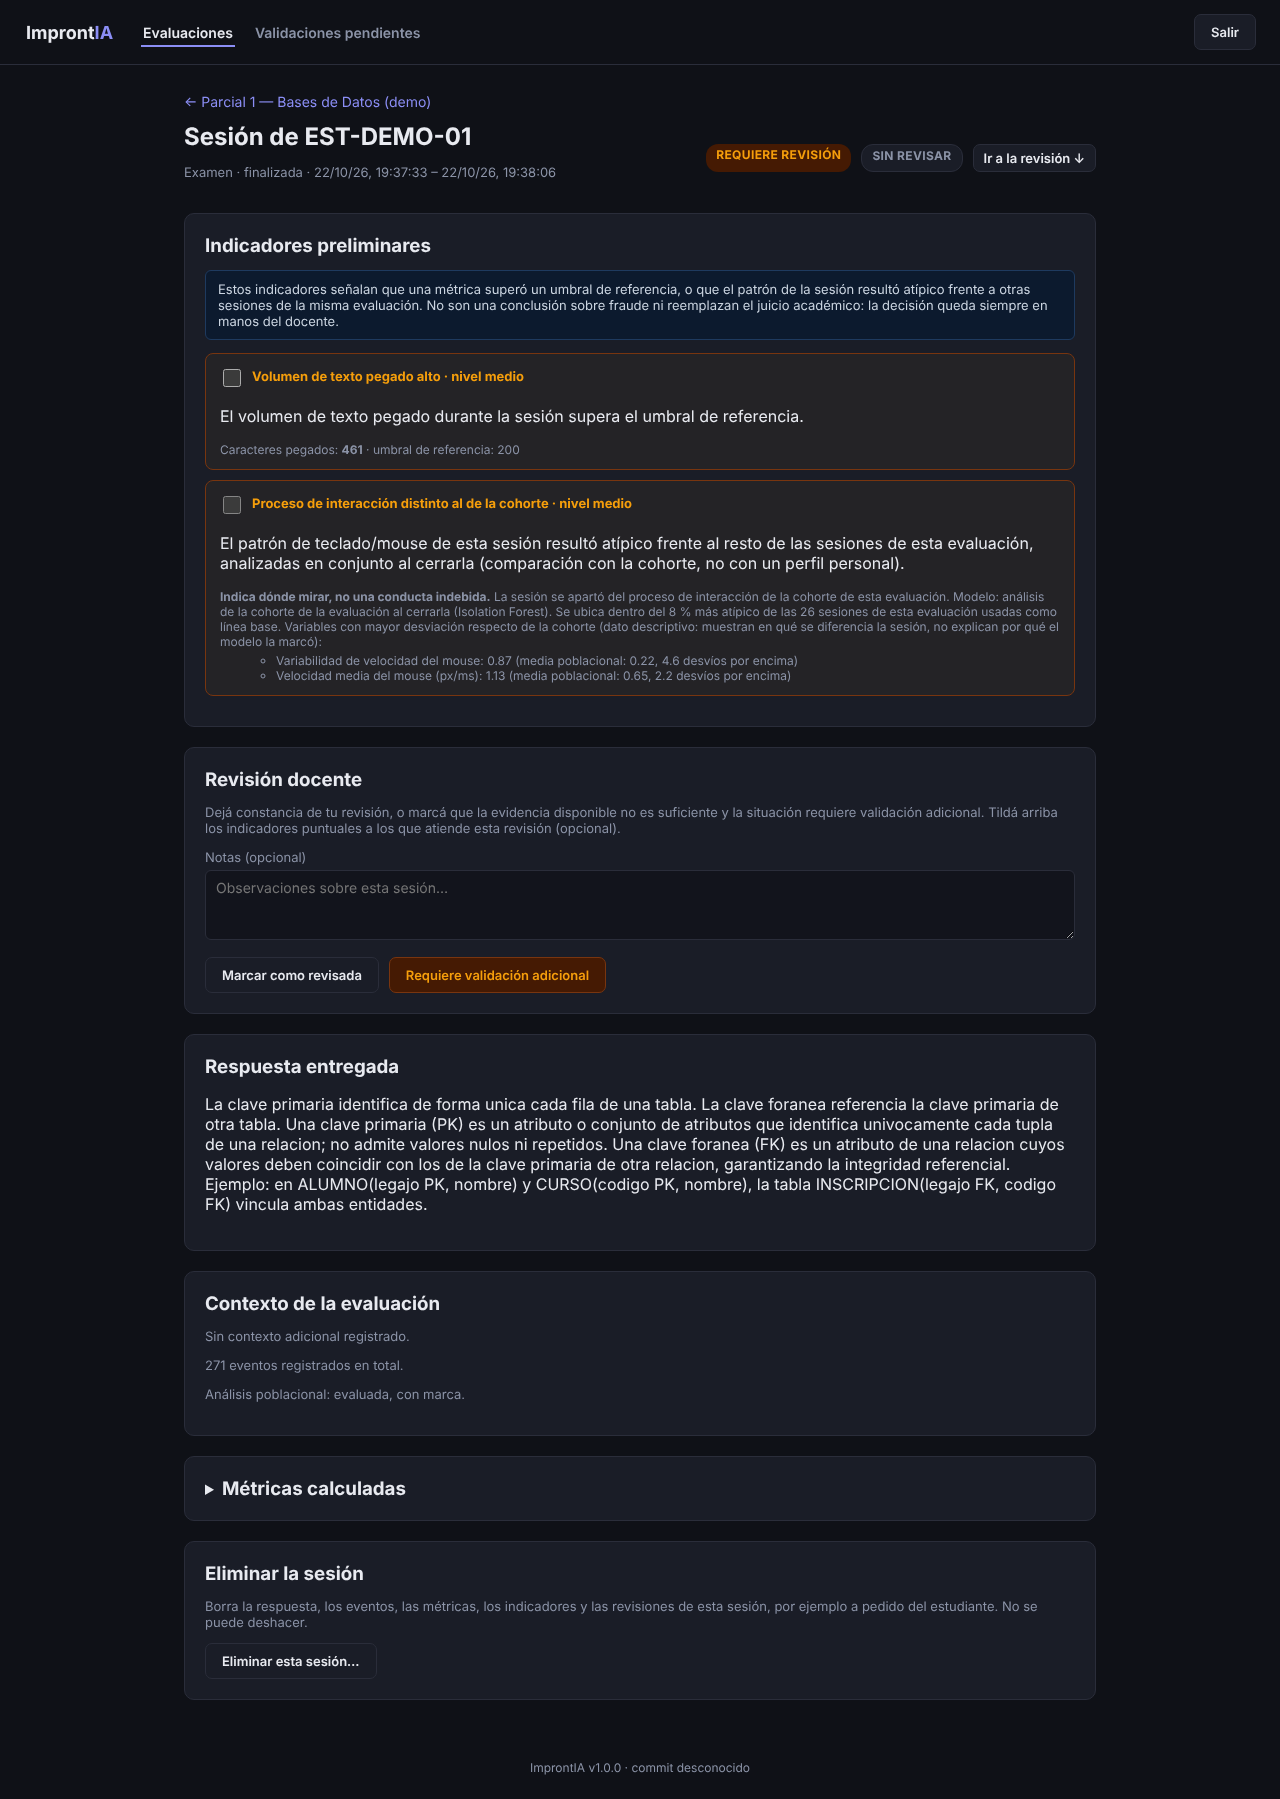 ImprontIA
Evaluaciones
Validaciones pendientes
Salir
← Parcial 1 — Bases de Datos (demo)
Sesión de EST-DEMO-01
Examen · finalizada · 22/10/26, 19:37:33 – 22/10/26, 19:38:06
REQUIERE REVISIÓN
SIN REVISAR
Ir a la revisión ↓
Indicadores preliminares
Estos indicadores señalan que una métrica superó un umbral de referencia, o que el patrón de la sesión resultó atípico frente a otras
sesiones de la misma evaluación. No son una conclusión sobre fraude ni reemplazan el juicio académico: la decisión queda siempre en
manos del docente.
Volumen de texto pegado alto · nivel medio
El volumen de texto pegado durante la sesión supera el umbral de referencia.
Caracteres pegados: 461 · umbral de referencia: 200
Proceso de interacción distinto al de la cohorte · nivel medio
El patrón de teclado/mouse de esta sesión resultó atípico frente al resto de las sesiones de esta evaluación,
analizadas en conjunto al cerrarla (comparación con la cohorte, no con un perfil personal).
Indica dónde mirar, no una conducta indebida. La sesión se apartó del proceso de interacción de la cohorte de esta evaluación. Modelo: análisis
de la cohorte de la evaluación al cerrarla (Isolation Forest). Se ubica dentro del 8 % más atípico de las 26 sesiones de esta evaluación usadas como
línea base. Variables con mayor desviación respecto de la cohorte (dato descriptivo: muestran en qué se diferencia la sesión, no explican por qué el
modelo la marcó):
◦ Variabilidad de velocidad del mouse: 0.87 (media poblacional: 0.22, 4.6 desvíos por encima)
◦ Velocidad media del mouse (px/ms): 1.13 (media poblacional: 0.65, 2.2 desvíos por encima)
Revisión docente
Dejá constancia de tu revisión, o marcá que la evidencia disponible no es suficiente y la situación requiere validación adicional. Tildá arriba
los indicadores puntuales a los que atiende esta revisión (opcional).
Notas (opcional)
Observaciones sobre esta sesión...
Marcar como revisada
Requiere validación adicional
Respuesta entregada
La clave primaria identifica de forma unica cada fila de una tabla. La clave foranea referencia la clave primaria de
otra tabla. Una clave primaria (PK) es un atributo o conjunto de atributos que identifica univocamente cada tupla
de una relacion; no admite valores nulos ni repetidos. Una clave foranea (FK) es un atributo de una relacion cuyos
valores deben coincidir con los de la clave primaria de otra relacion, garantizando la integridad referencial.
Ejemplo: en ALUMNO(legajo PK, nombre) y CURSO(codigo PK, nombre), la tabla INSCRIPCION(legajo FK, codigo
FK) vincula ambas entidades.
Contexto de la evaluación
Sin contexto adicional registrado.
271 eventos registrados en total.
Análisis poblacional: evaluada, con marca.
Métricas calculadas
Eliminar la sesión
Borra la respuesta, los eventos, las métricas, los indicadores y las revisiones de esta sesión, por ejemplo a pedido del estudiante. No se
puede deshacer.
Eliminar esta sesión...
ImprontIA v1.0.0 · commit desconocido